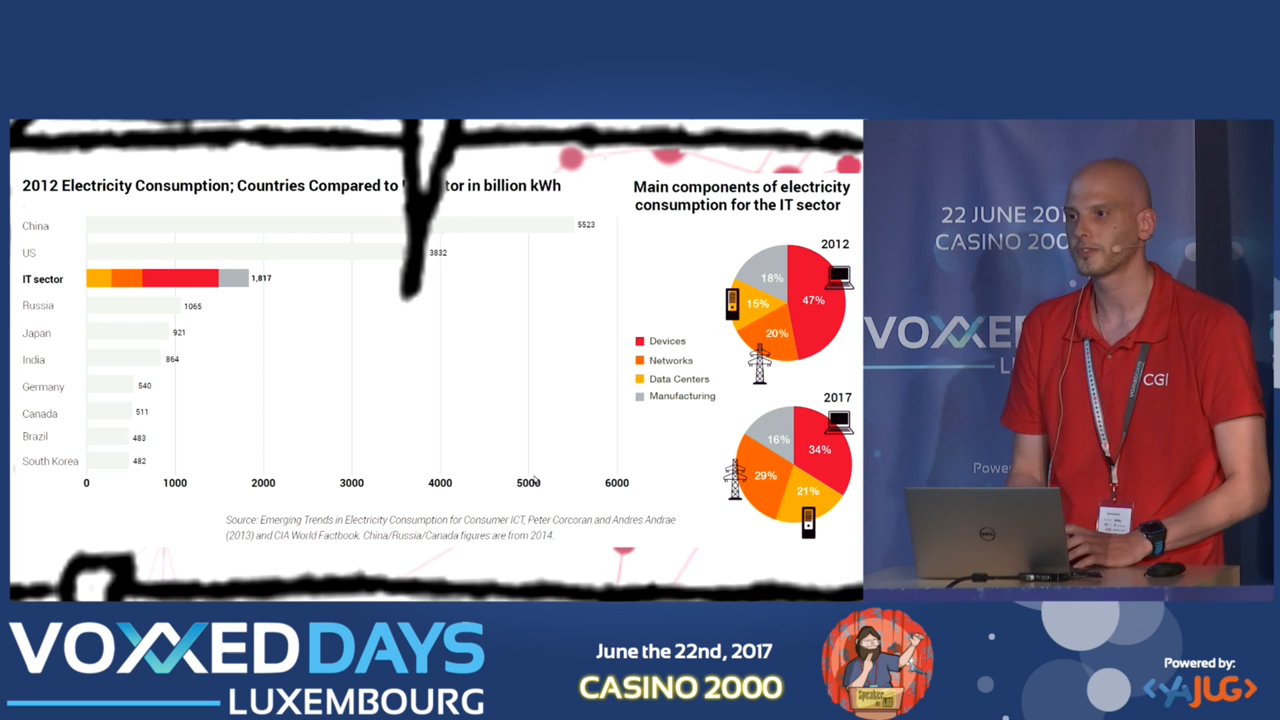 2012 Electricity Consumption; Countries Compared to tor in billion kWh
China 5523
US 3832
IT sector 1,817
Russia 1065
Japan 921
India 864
Germany 540
Canada 511
Brazil 483
South Korea 482
0 1000 2000 3000 4000 5000 6000
Source: Emerging Trends in Electricity Consumption for Consumer ICT, Peter Corcoran and Andres Andrae
(2013) and CIA World Factbook. China/Russia/Canada figures are from 2014.
Main components of electricity
consumption for the IT sector
2012
18%
47%
15%
20%
Devices
Networks
Data Centers
Manufacturing
2017
16%
34%
29%
21%
22 JUNE 20
CASINO 200
VOXXE
L
Powe
CGI
DELL
VOXXED DAYS
LUXEMBOURG
June the 22nd, 2017
CASINO 2000
Speaker
Powered by:
YAJUG